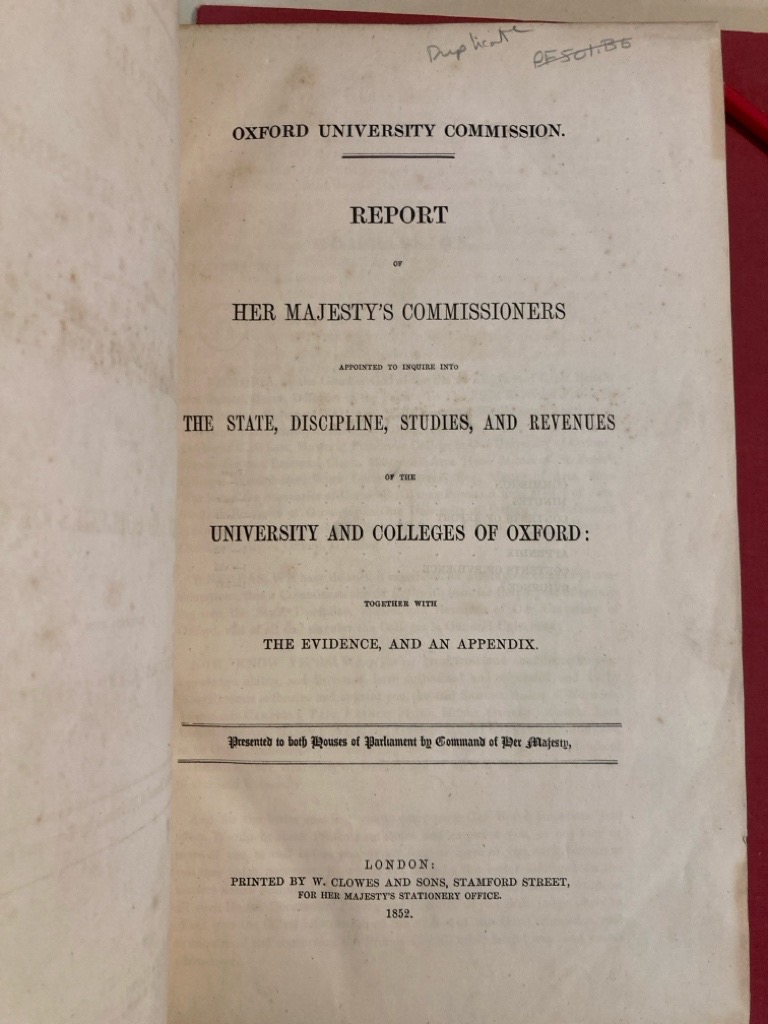 Duplicate
OXFORD UNIVERSITY COMMISSION.
REPORT
OF
HER MAJESTY'S COMMISSIONERS
APPOINTED TO INQUIRE INTO
THE STATE, DISCIPLINE, STUDIES, AND REVENUES
OF THE
UNIVERSITY AND COLLEGES OF OXFORD:
TOGETHER WITH
THE EVIDENCE, AND AN APPENDIX.
Presented to both Houses of Parliament by Command of Her Majesty,
LONDON:
PRINTED BY W. CLOWES AND SONS, STAMFORD STREET,
FOR HER MAJESTY'S STATIONERY OFFICE.
1852.